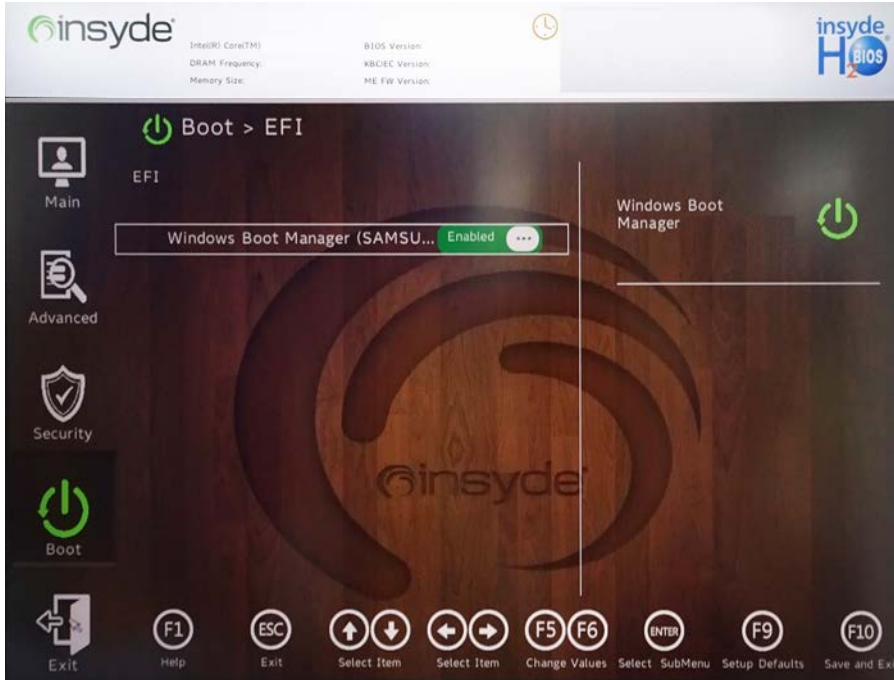 insyde
Intel(R) Core(TM)
DRAM Frequency:
Memory Size:
BIOS Version:
KBC/EC Version:
ME FW Version:
insyde
H2O BIOS
Boot > EFI
EFI
Windows Boot Manager (SAMSU... Enabled ...
Windows Boot
Manager
Main
Advanced
Security
Boot
Exit
insyde
F1
Help
ESC
Exit
Select Item
Select Item
F5 F6
Change Values
ENTER
Select SubMenu
F9
Setup Defaults
F10
Save and Exi